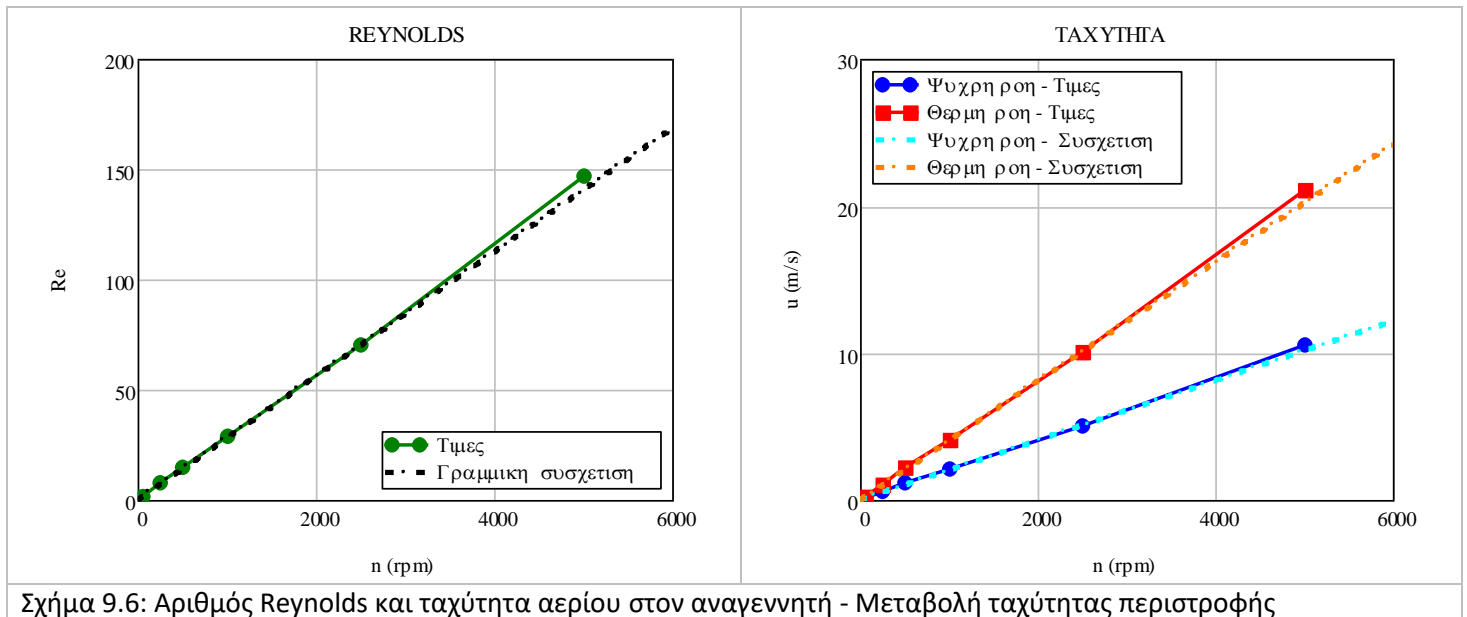 REYNOLDS
200
150
100
50
0
Re
0 2000 4000 6000
n (rpm)
Τιμες
Γραμμικη συσχετιση
ΤΑΧΥΤΗΤΑ
30
20
10
0
u (m/s)
0 2000 4000 6000
n (rpm)
Ψυχρη ροη - Τιμες
Θερμη ροη - Τιμες
Ψυχρη ροη - Συσχετιση
Θερμη ροη - Συσχετιση
Σχήμα 9.6: Αριθμός Reynolds και ταχύτητα αερίου στον αναγεννητή - Μεταβολή ταχύτητας περιστροφής